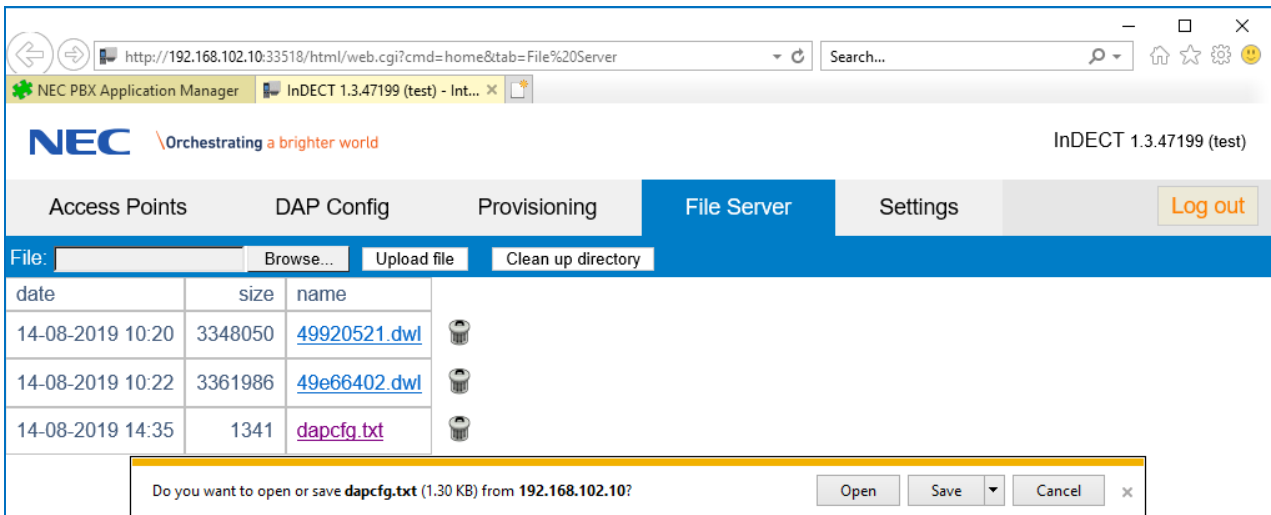 http://192.168.102.10:33518/html/web.cgi?cmd=home&tab=File%20Server
Search...
NEC PBX Application Manager
InDECT 1.3.47199 (test) - Int...
NEC \Orchestrating a brighter world
InDECT 1.3.47199 (test)
Access Points DAP Config Provisioning File Server Settings Log out
File: Browse... Upload file Clean up directory
date size name
14-08-2019 10:20 3348050 49920521.dwl
14-08-2019 10:22 3361986 49e66402.dwl
14-08-2019 14:35 1341 dapcfg.txt
Do you want to open or save dapcfg.txt (1.30 KB) from 192.168.102.10? Open Save Cancel